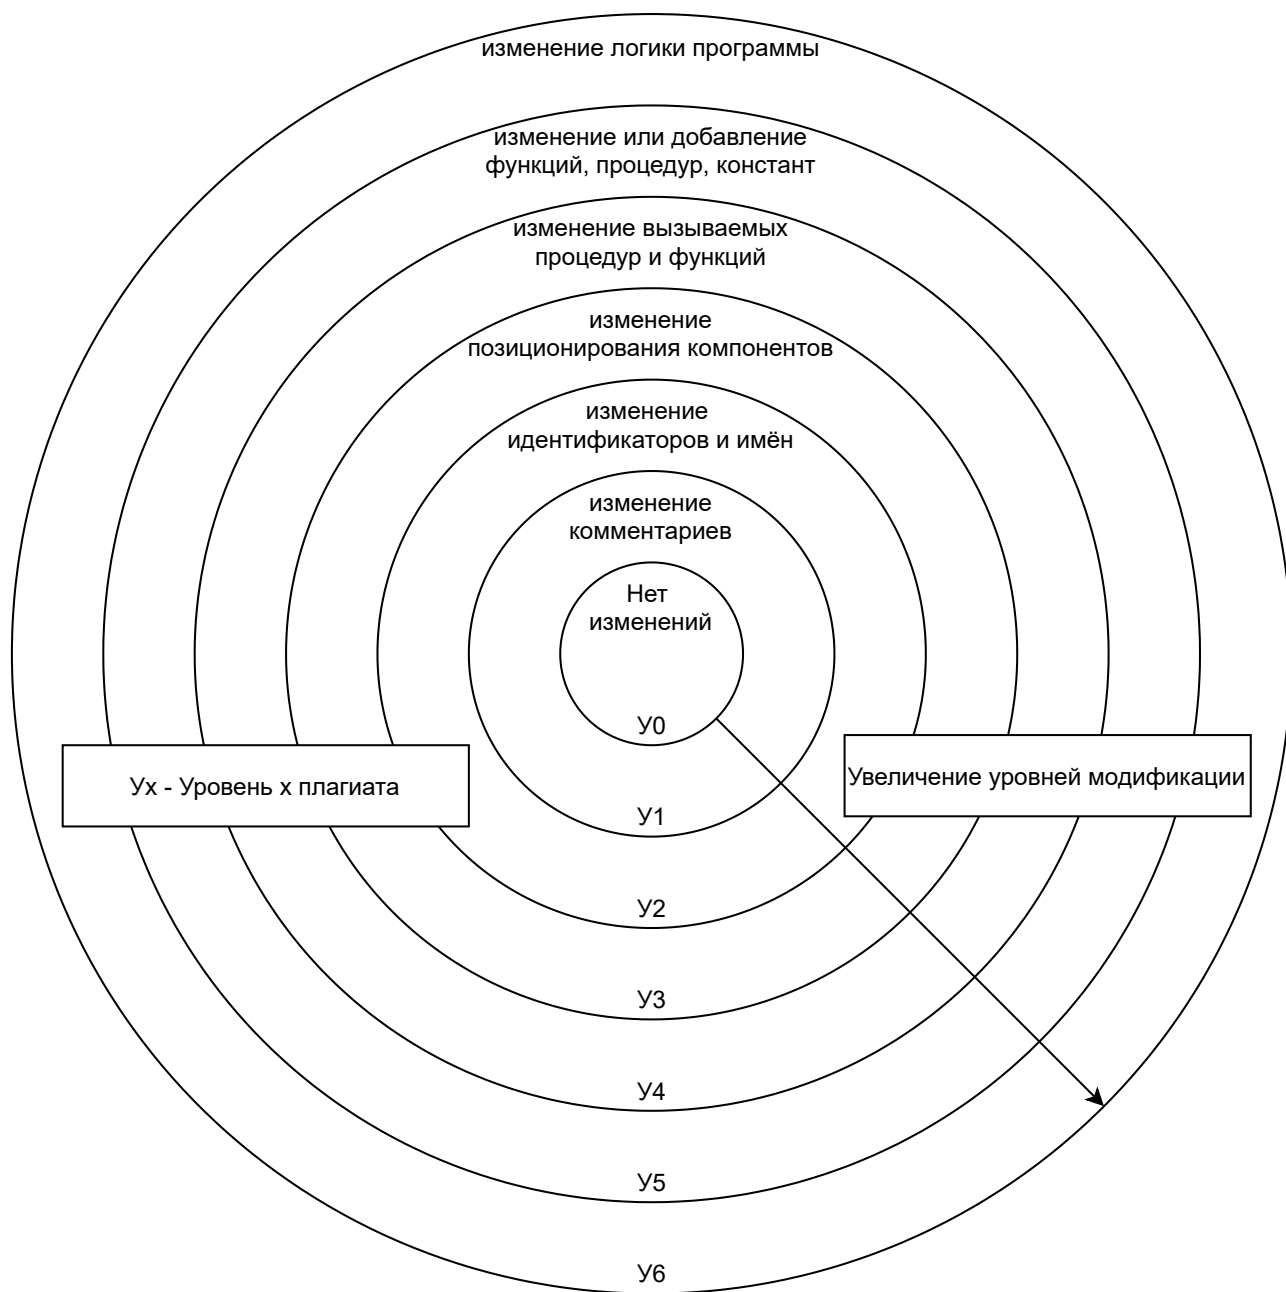 изменение логики программы
изменение или добавление
функций, процедур, констант
изменение вызываемых
процедур и функций
изменение
позиционирования компонентов
изменение
идентификаторов и имён
изменение
комментариев
Нет
изменений
У0
Ух - Уровень х плагиата
Увеличение уровней модификации
У1
У2
У3
У4
У5
У6